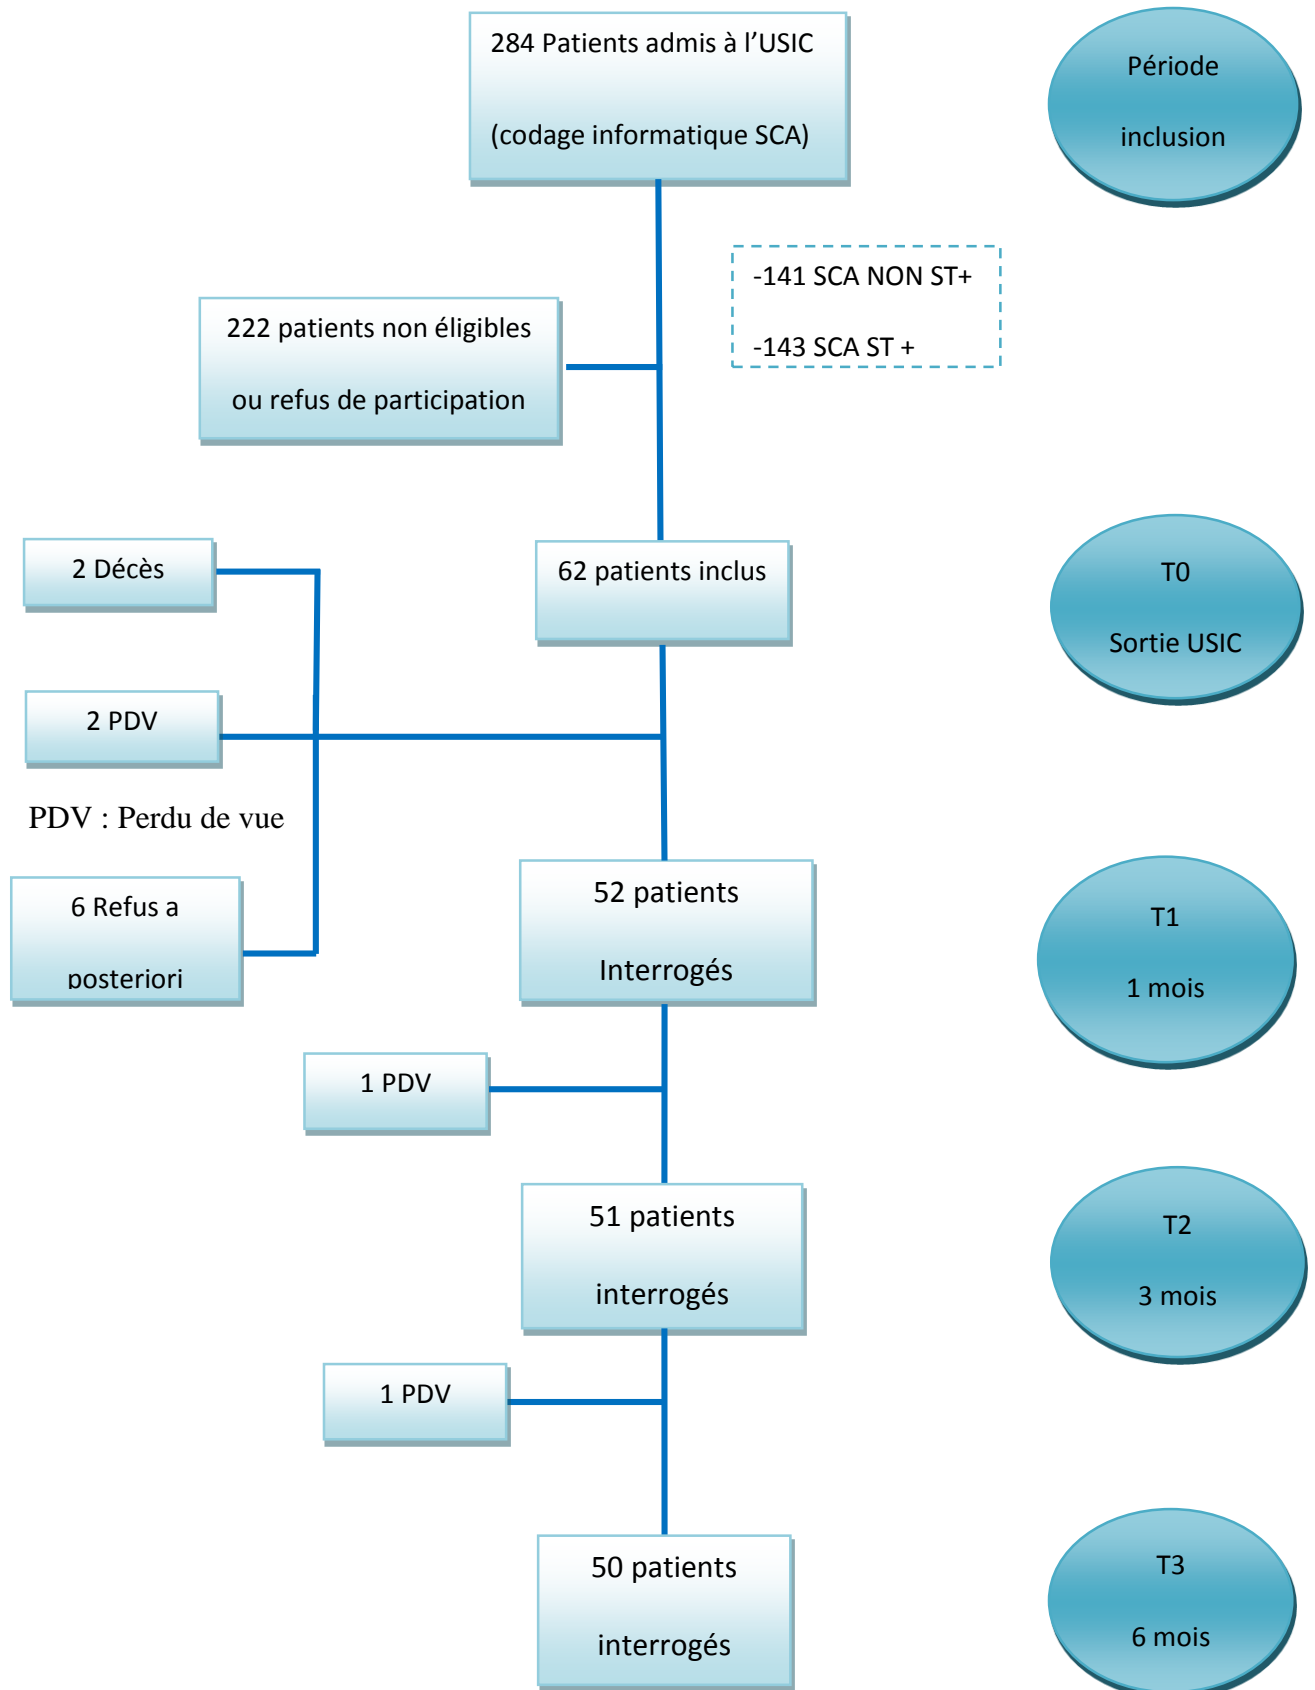 284 Patients admis à l’USIC
(codage informatique SCA)
Période
inclusion
-141 SCA NON ST+
-143 SCA ST +
222 patients non éligibles
ou refus de participation
2 Décès
62 patients inclus
T0
Sortie USIC
2 PDV
PDV : Perdu de vue
6 Refus a
posteriori
52 patients
Interrogés
T1
1 mois
1 PDV
51 patients
interrogés
T2
3 mois
1 PDV
50 patients
interrogés
T3
6 mois